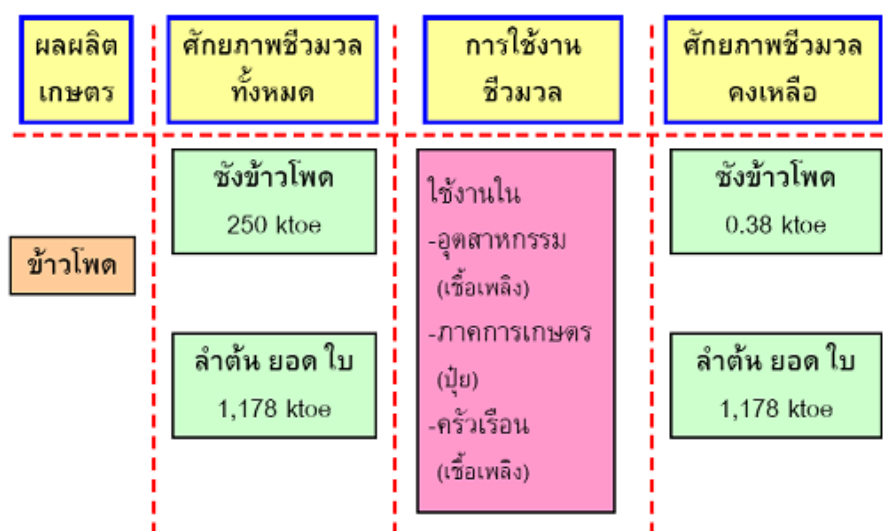 ผลผลิต
เกษตร
ศักยภาพชีวมวล
ทั้งหมด
การใช้งาน
ชีวมวล
ศักยภาพชีวมวล
คงเหลือ
ข้าวโพด
ซังข้าวโพด
250 ktoe
ลำต้น ยอด ใบ
1,178 ktoe
ใช้งานใน
-อุตสาหกรรม
(เชื้อเพลิง)
-ภาคการเกษตร
(ปุ๋ย)
-ครัวเรือน
(เชื้อเพลิง)
ซังข้าวโพด
0.38 ktoe
ลำต้น ยอด ใบ
1,178 ktoe